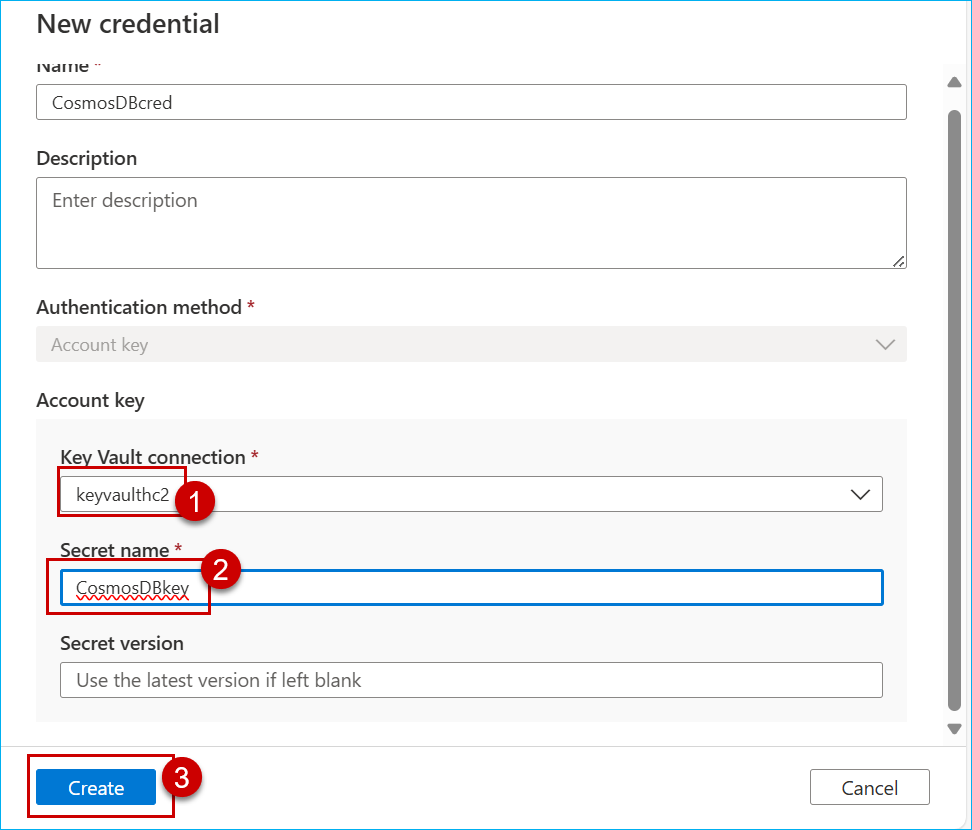 New credential
Name *
CosmosDBcred
Description
Enter description
Authentication method *
Account key
Account key
Key Vault connection *
keyvaulthc2
1
Secret name *
2
CosmosDBkey
Secret version
Use the latest version if left blank
Create
3
Cancel